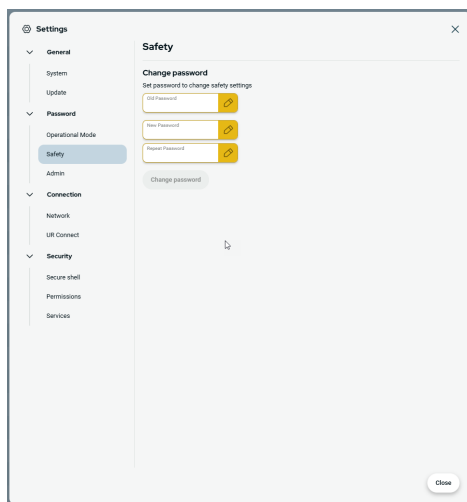 Settings
General
System
Update
Password
Operational Mode
Safety
Admin
Connection
Network
UR Connect
Security
Secure shell
Permissions
Services
Safety
Change password
Set password to change safety settings
Old Password
New Password
Repeat Password
Change password
Close